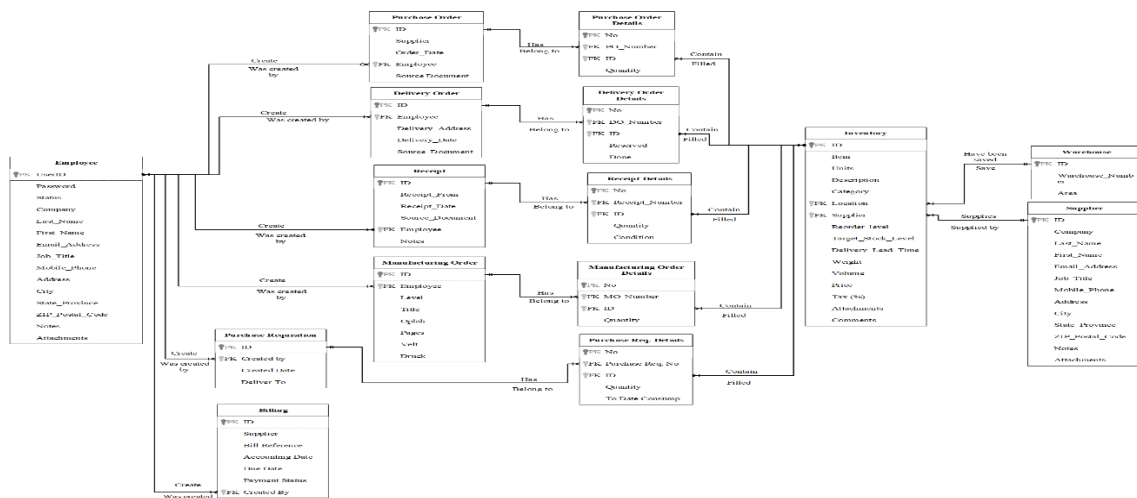 Employee
PK UserID
Password
Status
Company
Last_Name
First_Name
Email_Address
Job_Title
Mobile_Phone
Address
City
State_Province
ZIP_Postal_Code
Notes
Attachments
Create
Was created by
Create
Was created by
Create
Was created by
Create
Was created by
Create
Was created by
Create
Was created
Purchase Order
PK ID
Supplier
Order_Date
FK Employee
Source Document
Delivery Order
PK ID
FK Employee
Delivery_Address
Delivery_Date
Source Document
Receipt
PK ID
Receipt_From
Receipt_Date
Source_Document
FK Employee
Notes
Manufacturing Order
PK ID
FK Employee
Level
Title
Oplah
Pages
Velt
Druck
Purchase Requsation
PK ID
FK Created by
Created Date
Deliver To
Billing
PK ID
Supplier
Bill Reference
Accounting Date
Due Date
Payment Status
FK Created By
Has
Belong to
Has
Belong to
Has
Belong to
Has
Belong to
Has
Belong to
Purchase Order Details
PK No
FK PO_Number
FK ID
Quantity
Delivery Order Details
PK No
FK DO_Number
FK ID
Reserved
Done
Receipt Details
PK No
FK Receipt_Number
FK ID
Quantity
Condition
Manufacturing Order Details
PK No
FK MO_Number
FK ID
Quantity
Purchase Req. Details
PK No
FK Purchase Req. No
FK ID
Quantity
To Date Consump
Contain
Filled
Contain
Filled
Contain
Filled
Contain
Filled
Contain
Filled
Inventory
PK ID
Item
Units
Description
Category
FK Location
FK Supplier
Reorder_level
Target_Stock_Level
Delivery_Lead_Time
Weight
Volume
Price
Tax (%)
Attachments
Comments
Have been saved
Save
Supplies
Supplied by
Warehouse
PK ID
Warehouse_Number
Area
Supplier
PK ID
Company
Last_Name
First_Name
Email_Address
Job_Title
Mobile_Phone
Address
City
State_Province
ZIP_Postal_Code
Notes
Attachments